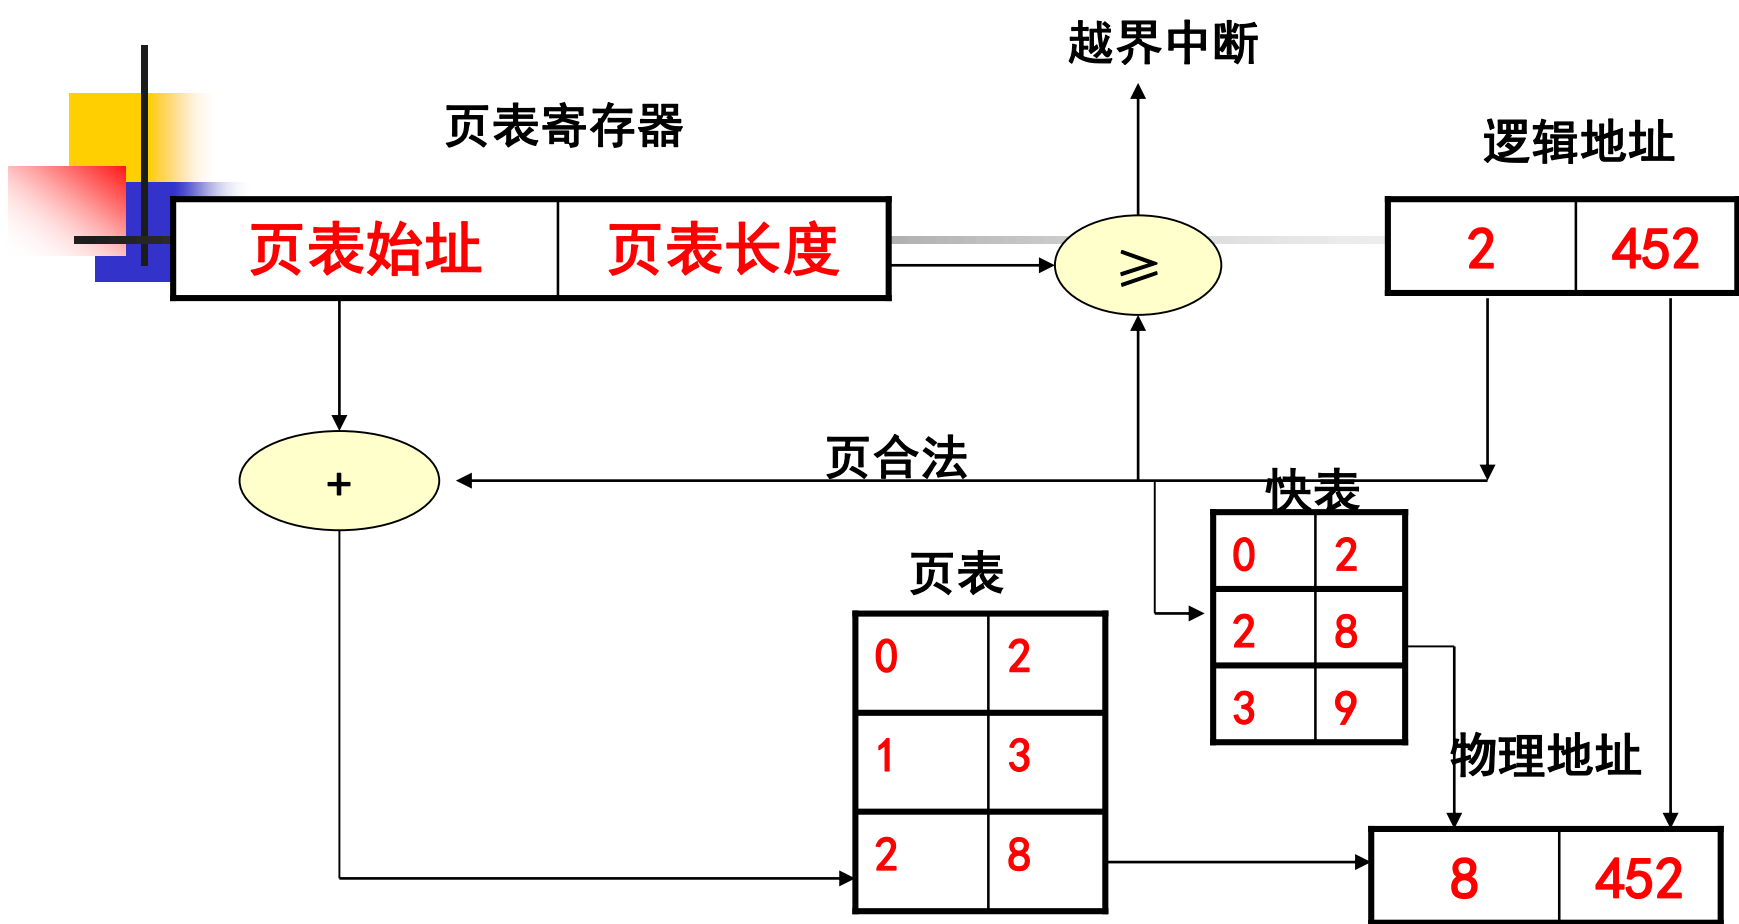 越界中断
页表寄存器
逻辑地址
页表始址 页表长度
≥
2 452
页合法
+
快表
0 2
2 8
3 9
页表
0 2
1 3
2 8
物理地址
8 452